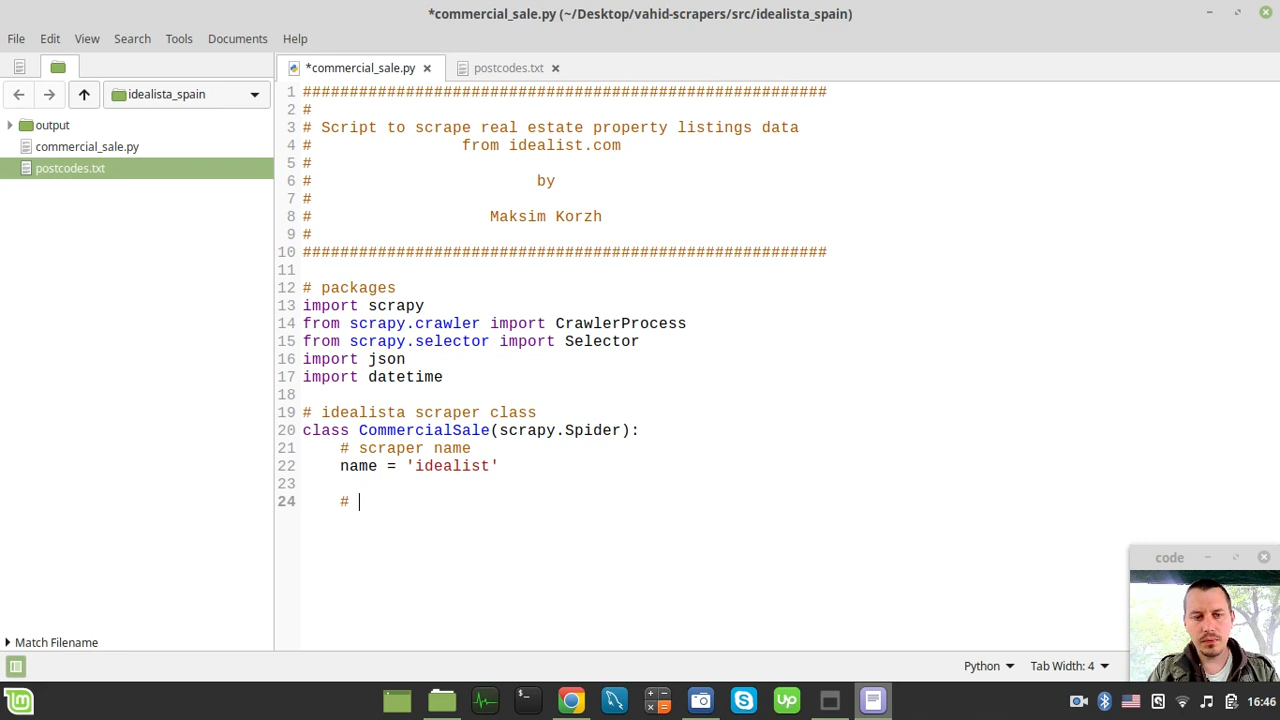 *commercial_sale.py (~/Desktop/vahid-scrapers/src/idealista_spain)
File Edit View Search Tools Documents Help
*commercial_sale.py postcodes.txt
idealista_spain
output
commercial_sale.py
postcodes.txt
1 ########################################################
2 #
3 # Script to scrape real estate property listings data
4 # from idealist.com
5 #
6 # by
7 #
8 # Maksim Korzh
9 #
10 ########################################################
11
12 # packages
13 import scrapy
14 from scrapy.crawler import CrawlerProcess
15 from scrapy.selector import Selector
16 import json
17 import datetime
18
19 # idealista scraper class
20 class CommercialSale(scrapy.Spider):
21 # scraper name
22 name = 'idealist'
23
24 #
code
Match Filename
Python Tab Width: 4
16:46